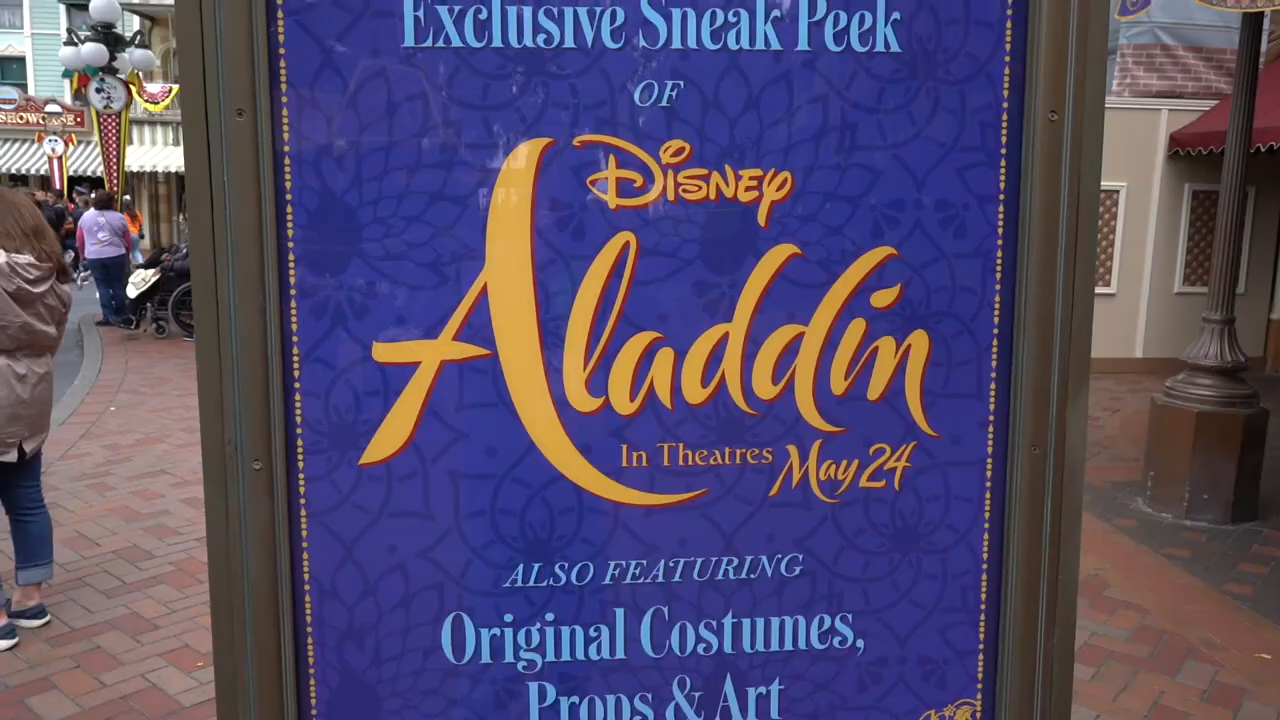 Exclusive Sneak Peek
OF
Disney
Aladdin
In Theatres May 24
ALSO FEATURING
Original Costumes,
Props & Art
SHOWCASE